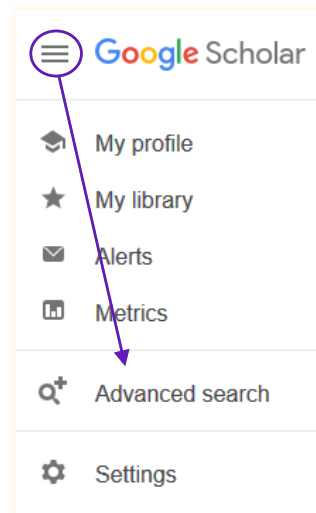 Google Scholar
My profile
My library
Alerts
Metrics
Advanced search
Settings